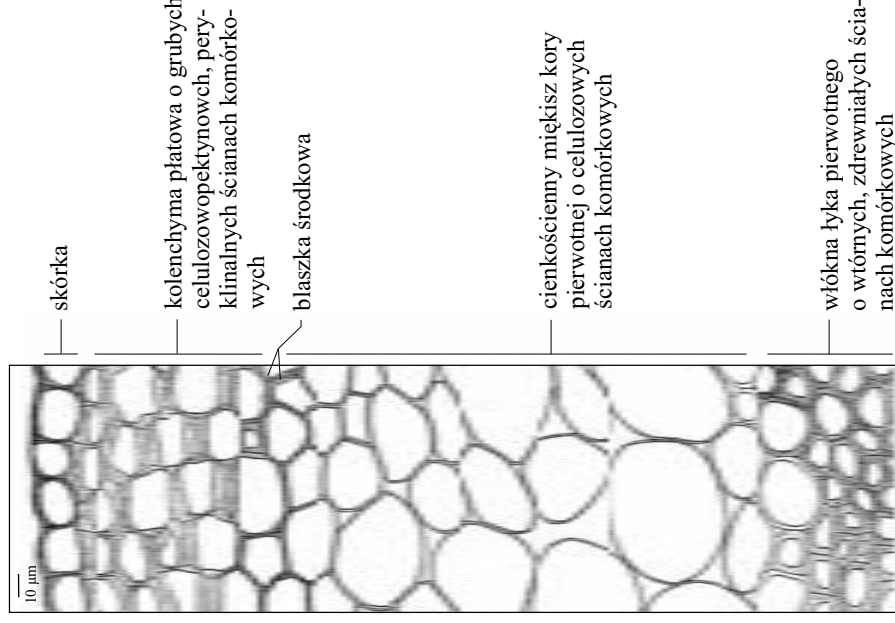 skórka
kolenchyma płatowa o grubych
celulozowopektynowch, pery-
klinalnych ścianach komórko-
wych
blaszka środkowa
cienkościenny miękisz kory
pierwotnej o celulozowych
ścianach komórkowych
włókna łyka pierwotnego
o wtórnych, zdrewniałych ścia-
nach komórkowych
10 μm